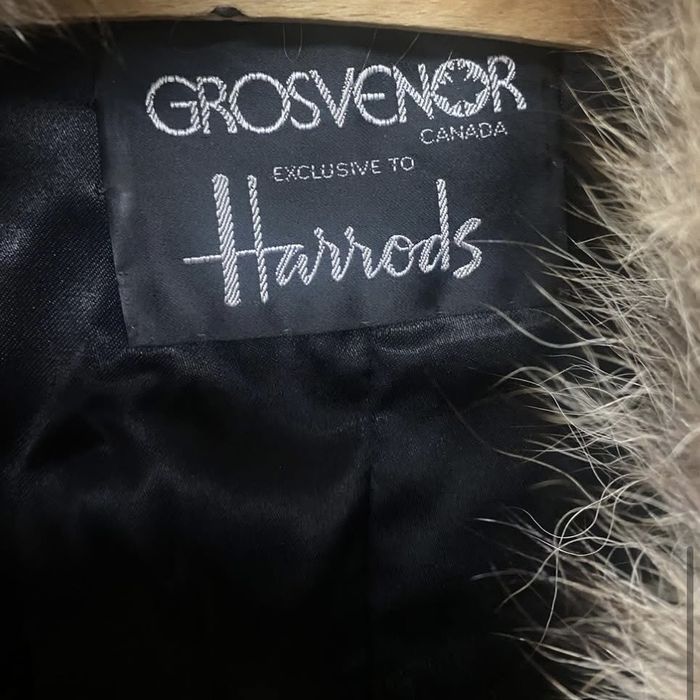 GROSVENOR
CANADA
EXCLUSIVE TO
Harrods